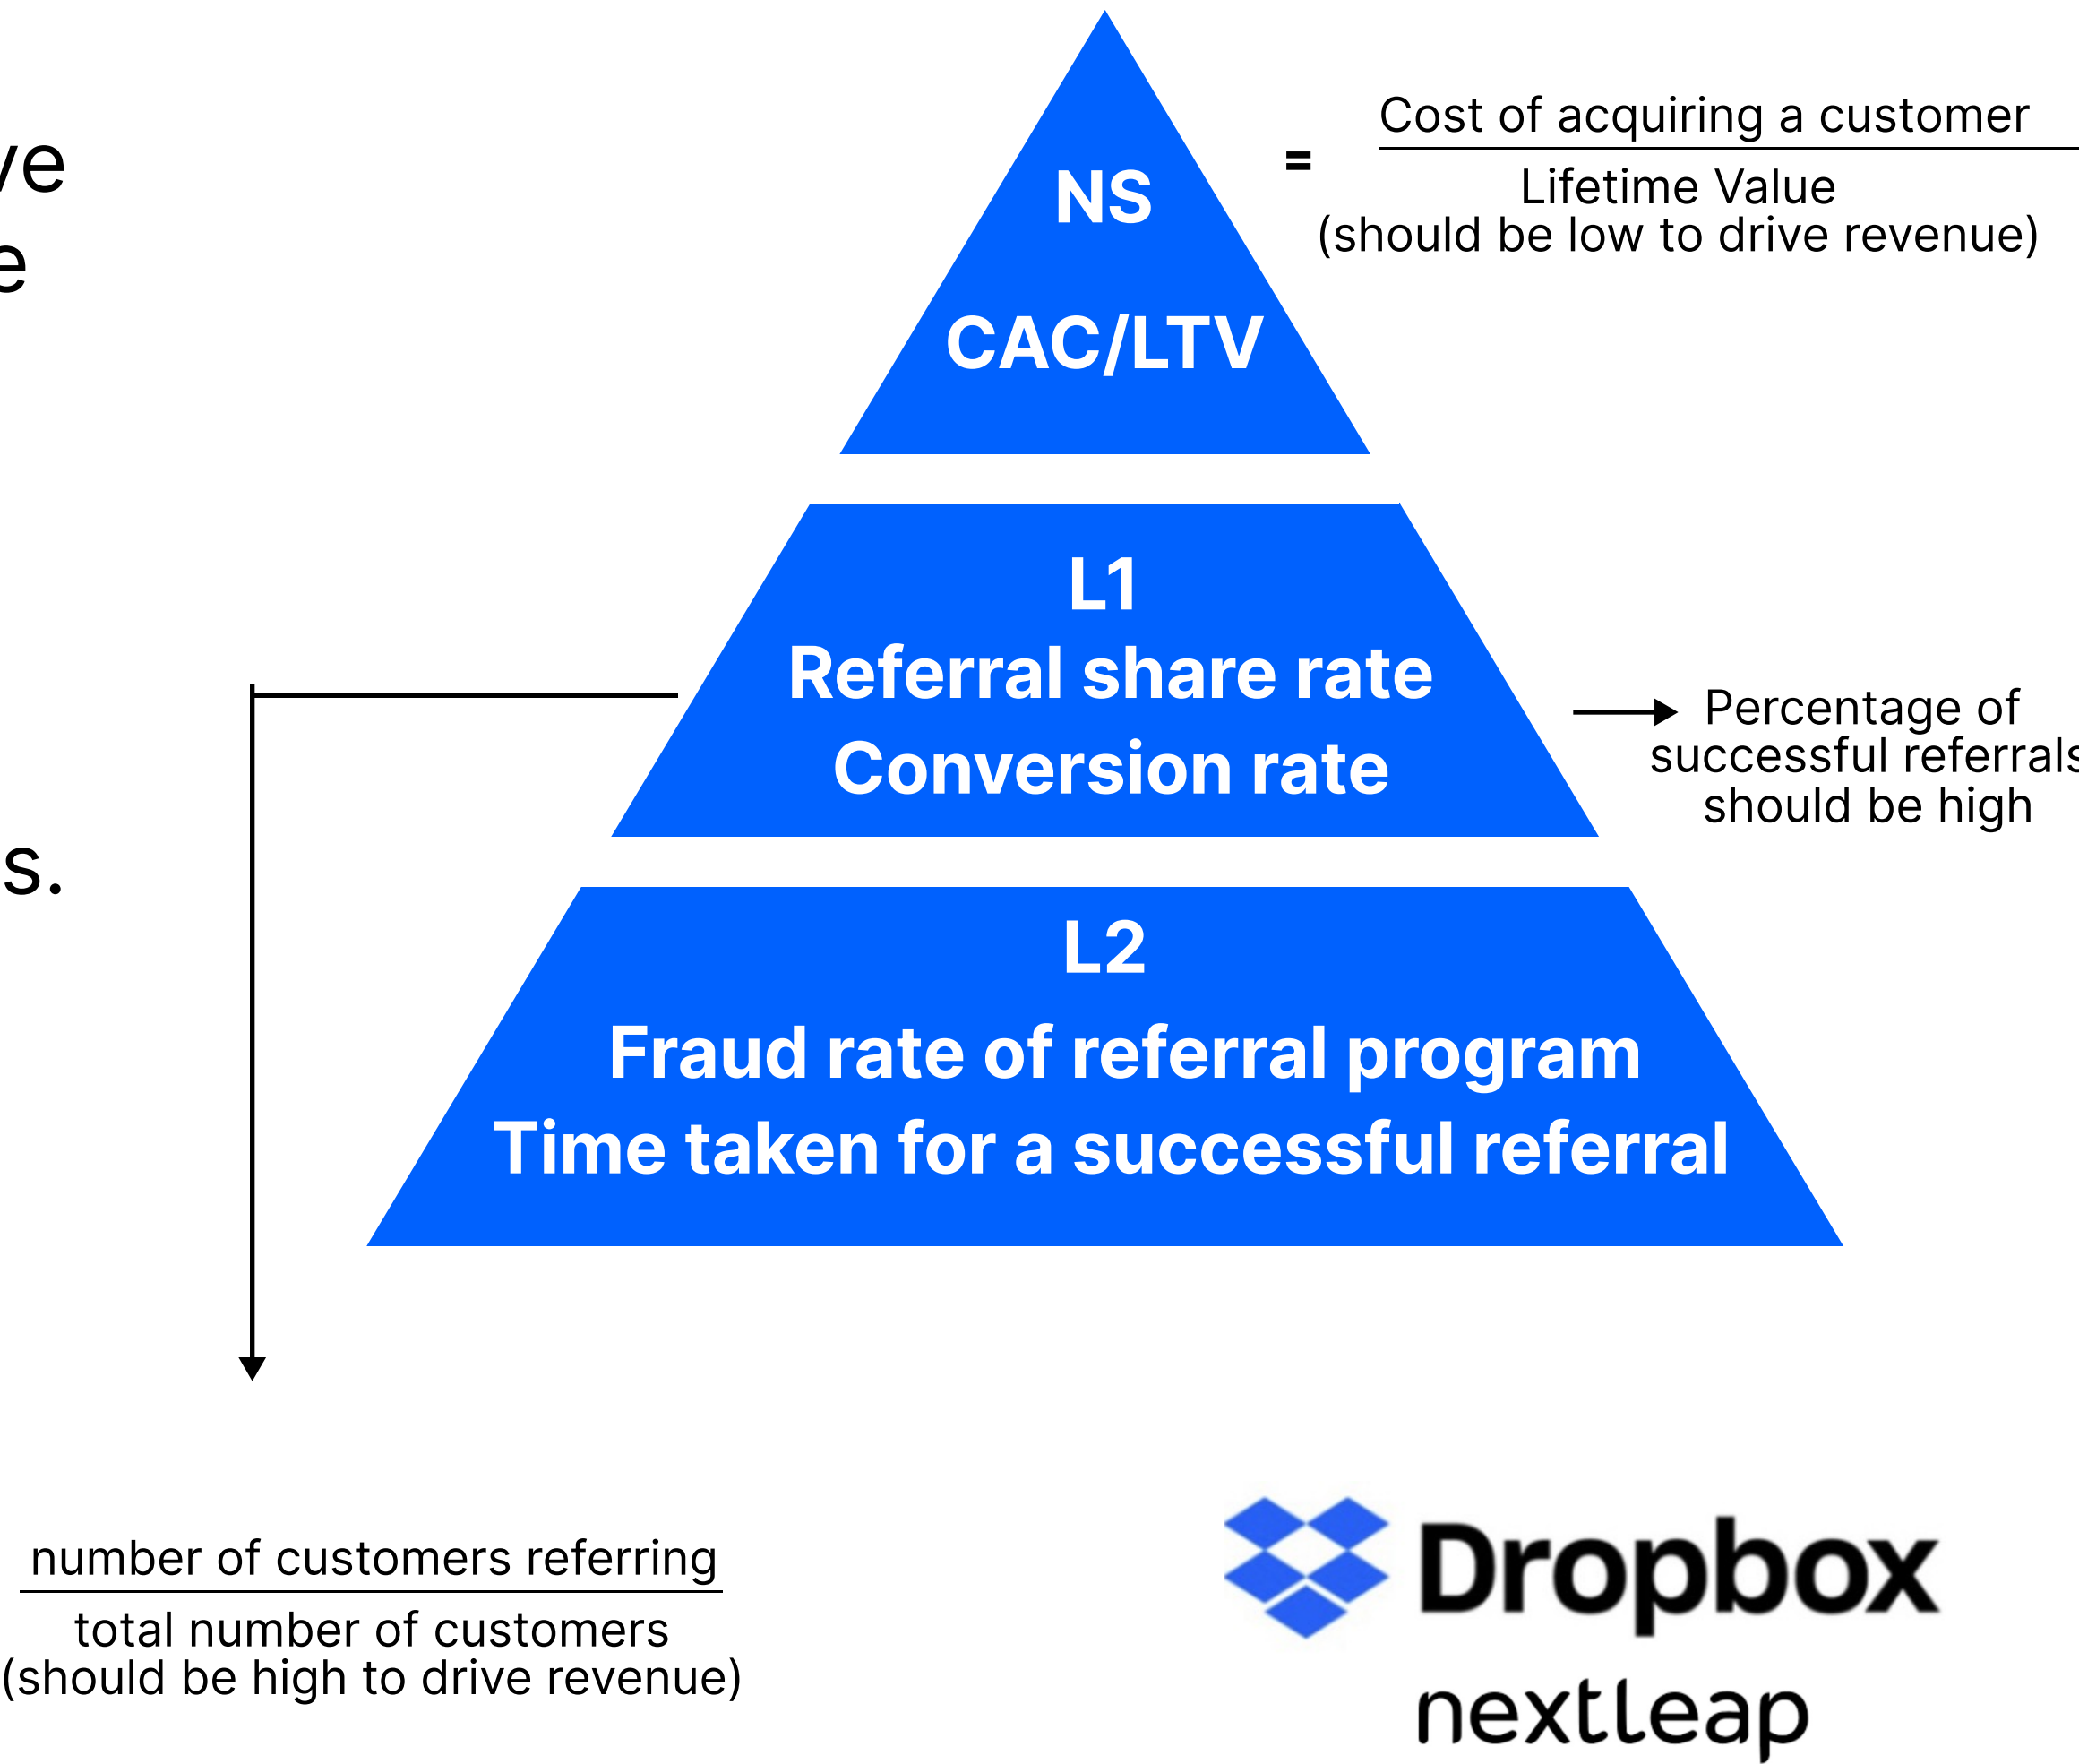 NS
CAC/LTV
=
Cost of acquiring a customer
Lifetime Value
(should be low to drive revenue)
L1
Referral share rate
Conversion rate
Percentage of
successful referrals
should be high
L2
Fraud rate of referral program
Time taken for a successful referral
number of customers referring
total number of customers
(should be high to drive revenue)
Dropbox
nextleap